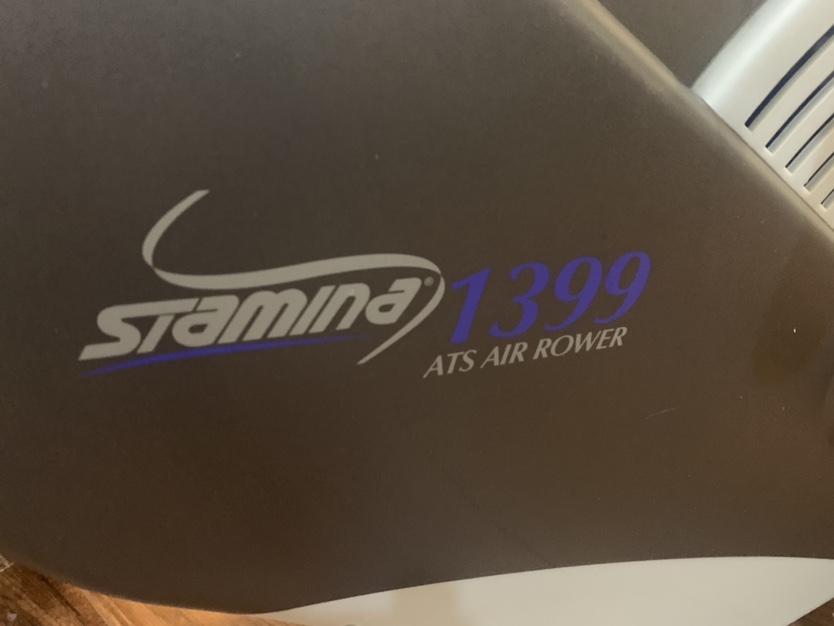 STamina® 1399
ATS AIR ROWER